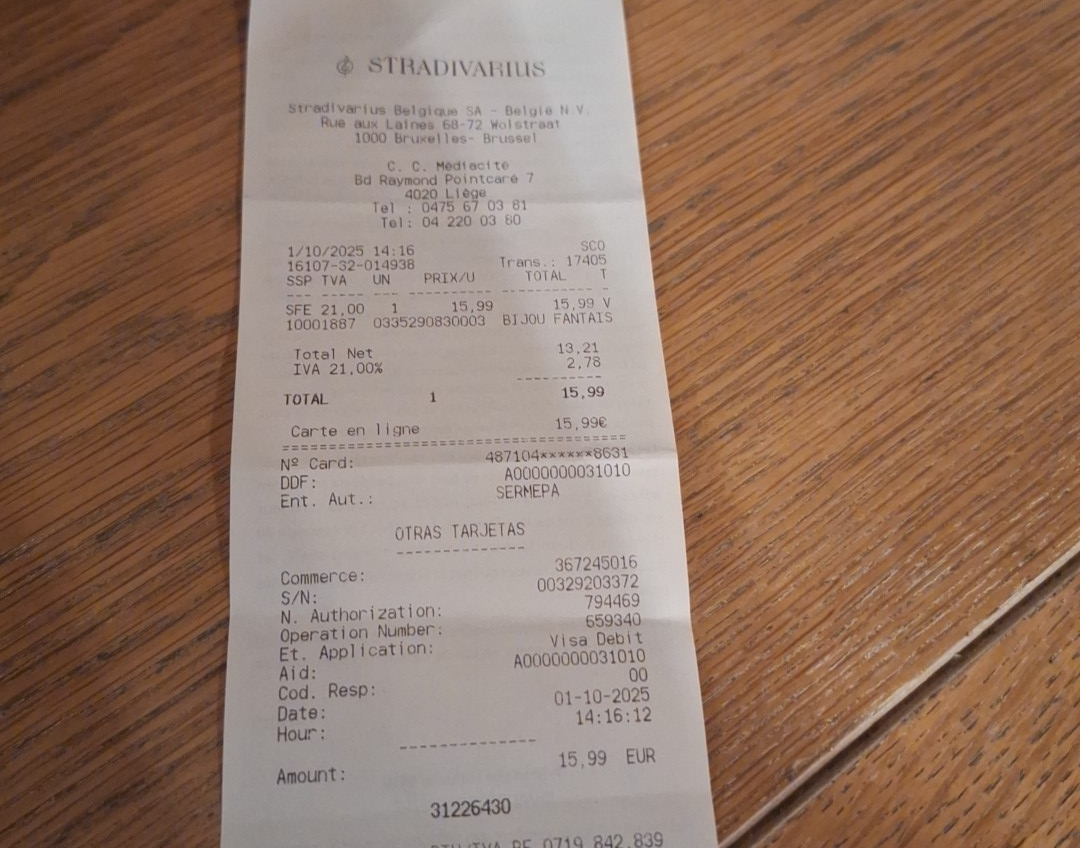 STRADIVARIUS
Stradivarius Belgique SA - België N.V.
Rue aux Laines 68-72 Wolstraat
1000 Bruxelles- Brussel
C. C. Médiacité
Bd Raymond Pointcaré 7
4020 Liège
Tel : 0475 67 03 81
Tel: 04 220 03 80
1/10/2025 14:16 SCO
16107-32-014938 Trans.: 17405
SSP TVA UN PRIX/U TOTAL T
--- ----- --- -------- ---------- -
SFE 21,00 1 15,99 15,99 V
10001887 0335290830003 BIJOU FANTAIS
Total Net 13,21
IVA 21,00% 2,78
----------
TOTAL 1 15,99
Carte en ligne 15,99€
========================================
Nº Card: 487104******8631
DDF: A0000000031010
Ent. Aut.: SERMEPA
OTRAS TARJETAS
--------------
Commerce: 367245016
S/N: 00329203372
N. Authorization: 794469
Operation Number: 659340
Et. Application: Visa Debit
Aid: A0000000031010
Cod. Resp: 00
Date: 01-10-2025
Hour: 14:16:12
--------------
Amount: 15,99 EUR
31226430
BE 0719.842.839